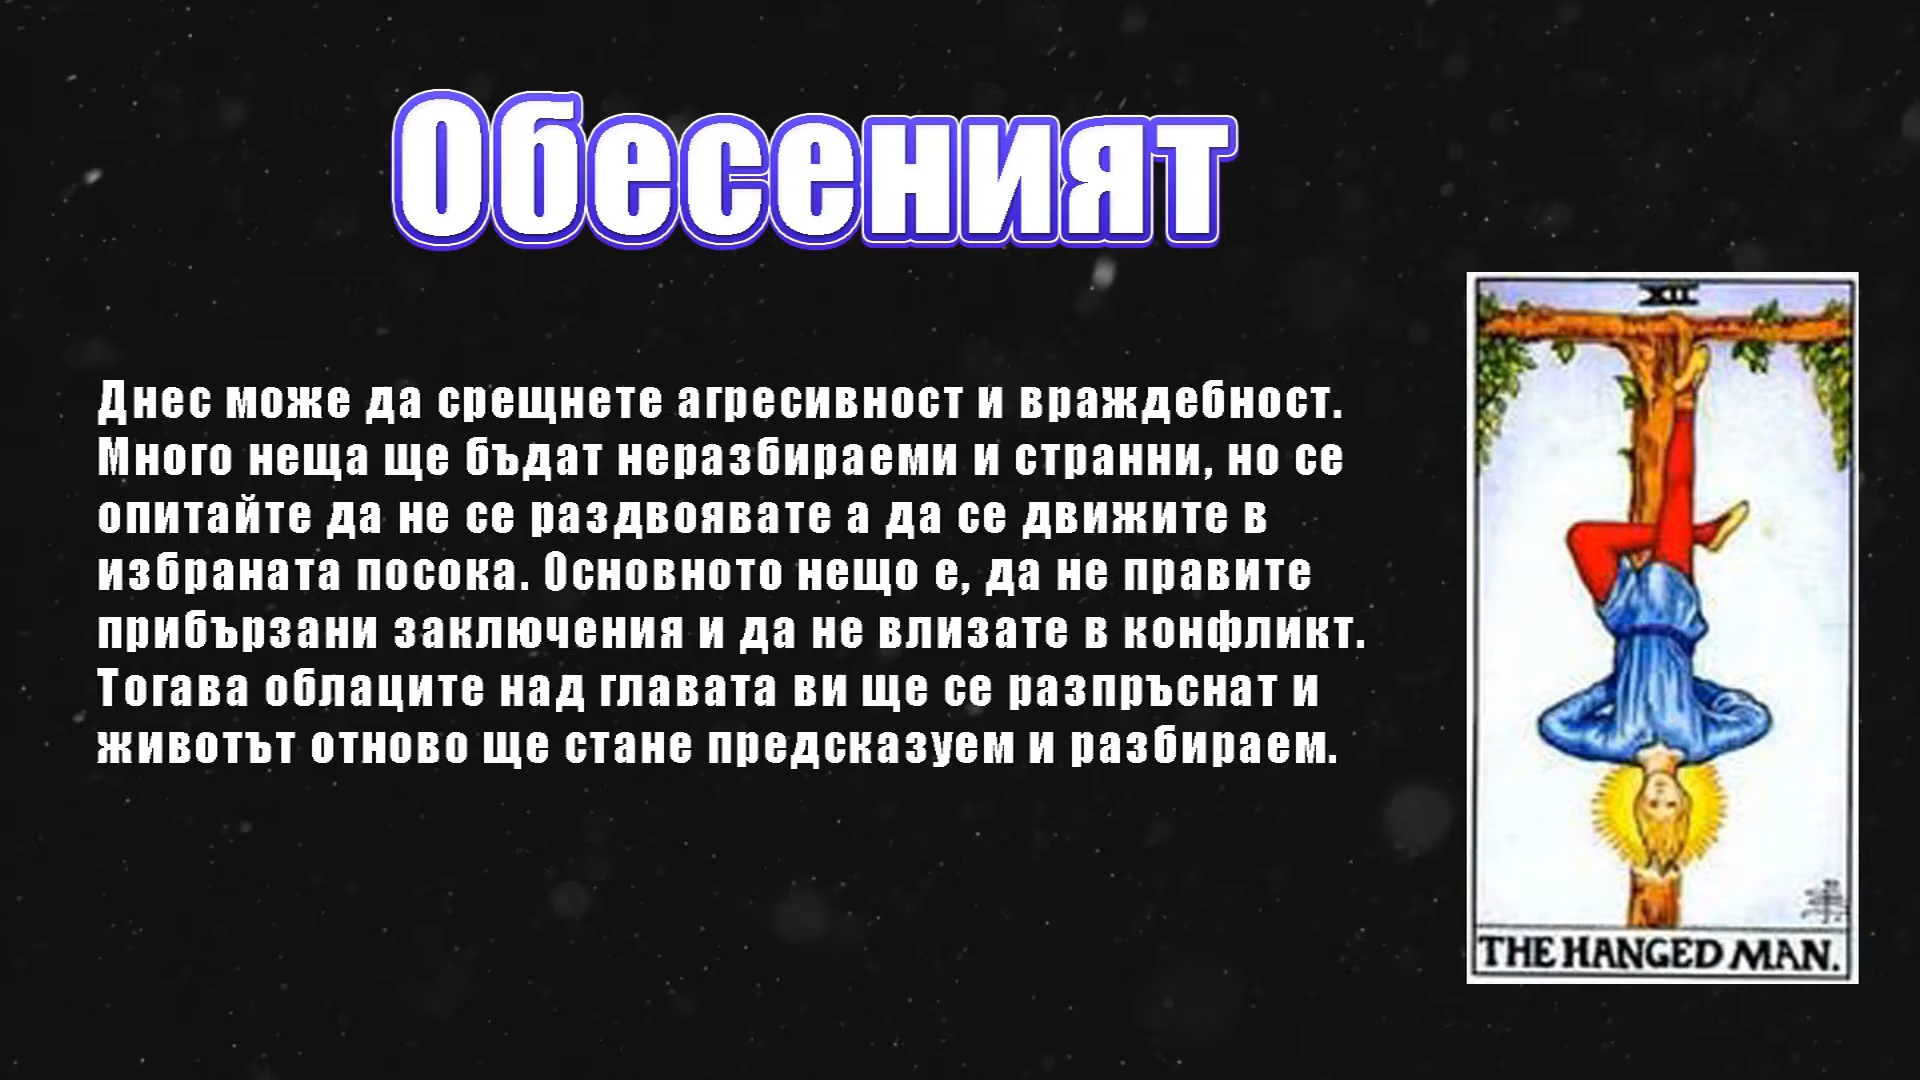 Обесеният
Днес може да срещнете агресивност и враждебност.
Много неща ще бъдат неразбираеми и странни, но се
опитайте да не се раздвоявате а да се движите в
избраната посока. Основното нещо е, да не правите
прибързани заключения и да не влизате в конфликт.
Тогава облаците над главата ви ще се разпръснат и
животът отново ще стане предсказуем и разбираем.
XII
THE HANGED MAN.